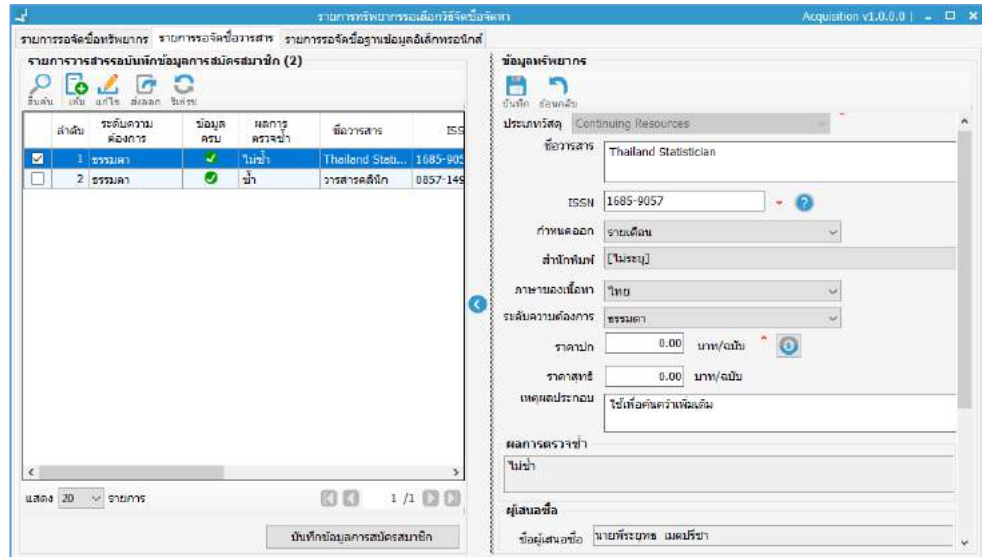 รายการทรัพยากรรอเลือกวิธีจัดซื้อจัดหา
Acquisition v1.0.0.0
รายการรอจัดซื้อทรัพยากร รายการรอจัดซื้อวารสาร รายการรอจัดซื้อฐานข้อมูลอิเล็กทรอนิกส์
รายการวารสารรอบันทึกข้อมูลการสมัครสมาชิก (2)
สืบค้น เพิ่ม แก้ไข ส่งออก รีเฟรช
ลำดับ ระดับความต้องการ ข้อมูลครบ ผลการตรวจซ้ำ ชื่อวารสาร ISS
1 ธรรมดา ไม่ซ้ำ Thailand Stati... 1685-905
2 ธรรมดา ซ้ำ วารสารคลินิก 0857-149
แสดง 20 รายการ
1 /1
บันทึกข้อมูลการสมัครสมาชิก
ข้อมูลทรัพยากร
บันทึก ย้อนกลับ
ประเภทวัสดุ Continuing Resources
ชื่อวารสาร Thailand Statistician
ISSN 1685-9057
กำหนดออก รายเดือน
สำนักพิมพ์ [ไม่ระบุ]
ภาษาของเนื้อหา ไทย
ระดับความต้องการ ธรรมดา
ราคาปก 0.00 บาท/ฉบับ
ราคาสุทธิ 0.00 บาท/ฉบับ
เหตุผลประกอบ ใช้เพื่อค้นคว้าเพิ่มเติม
ผลการตรวจซ้ำ
ไม่ซ้ำ
ผู้เสนอชื่อ
ชื่อผู้เสนอชื่อ นายพีระยุทธ เมฒปรีชา